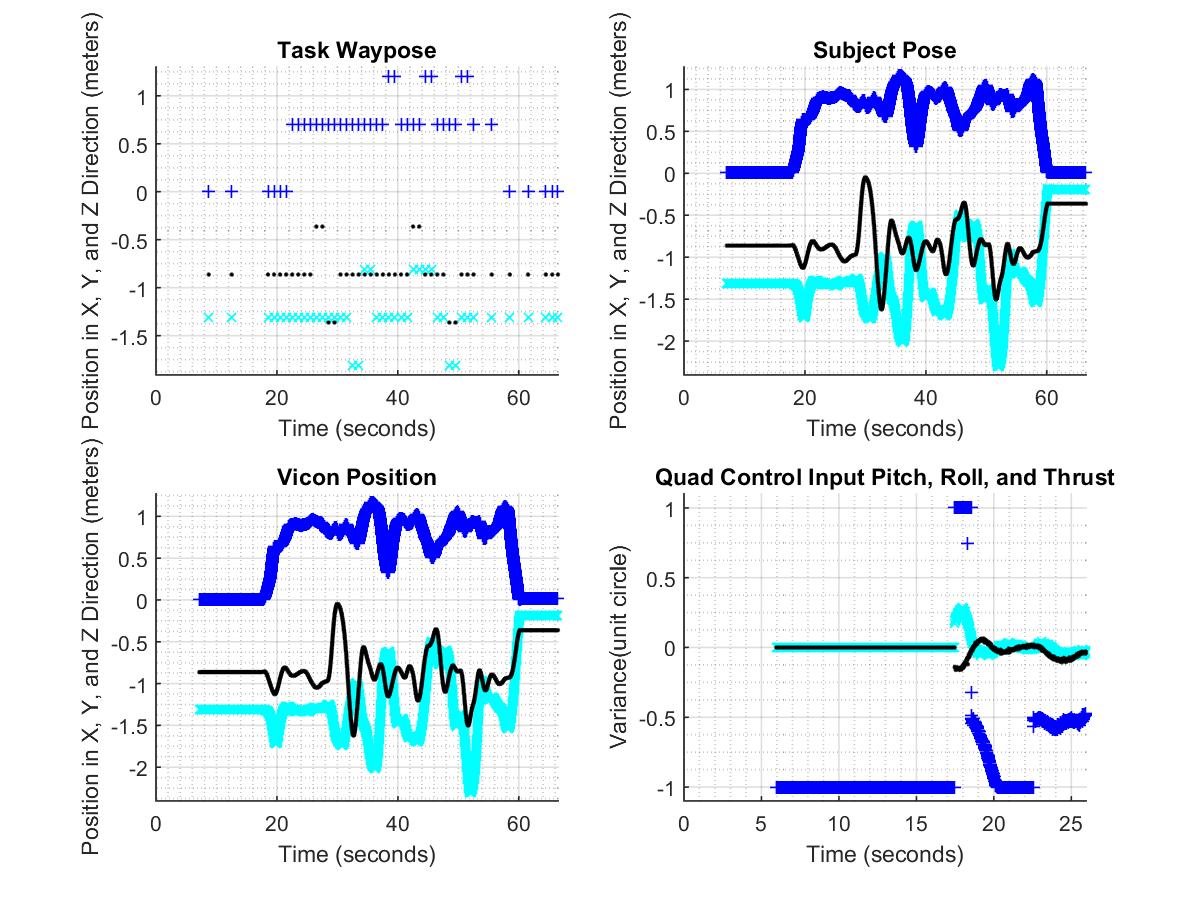 Task Waypose
Position in X, Y, and Z Direction (meters)
1
0.5
0
-0.5
-1
-1.5
0 20 40 60
Time (seconds)
Subject Pose
Position in X, Y, and Z Direction (meters)
1
0.5
0
-0.5
-1
-1.5
-2
0 20 40 60
Time (seconds)
Vicon Position
Position in X, Y, and Z Direction (meters)
1
0.5
0
-0.5
-1
-1.5
-2
0 20 40 60
Time (seconds)
Quad Control Input Pitch, Roll, and Thrust
Variance(unit circle)
1
0.5
0
-0.5
-1
0 5 10 15 20 25
Time (seconds)